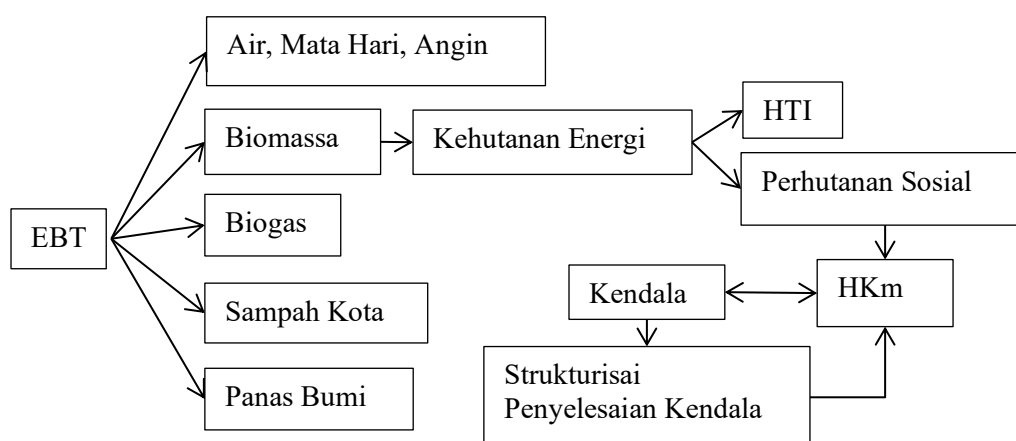 Air, Mata Hari, Angin
HTI
Biomassa
Kehutanan Energi
Perhutanan Sosial
EBT
Biogas
Kendala
HKm
Sampah Kota
Strukturisai
Penyelesaian Kendala
Panas Bumi